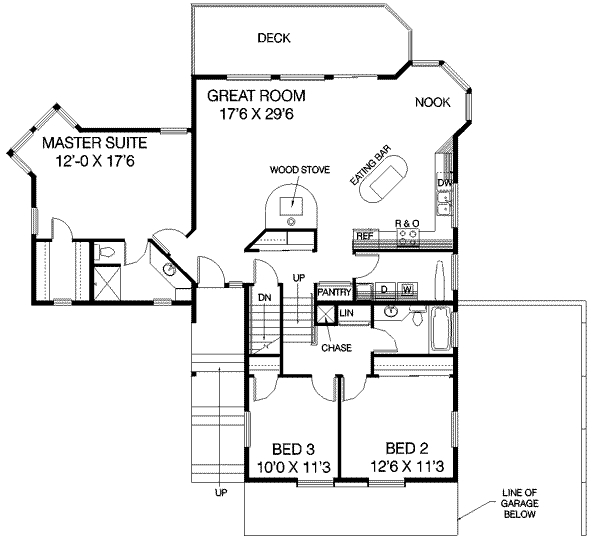 DECK
GREAT ROOM
17'6 X 29'6
NOOK
MASTER SUITE
12'-0 X 17'6
EATING BAR
WOOD STOVE
DW
R & O
REF
UP
DN
PANTRY
D
W
LIN
CHASE
BED 3
10'0 X 11'3
BED 2
12'6 X 11'3
UP
LINE OF
GARAGE
BELOW